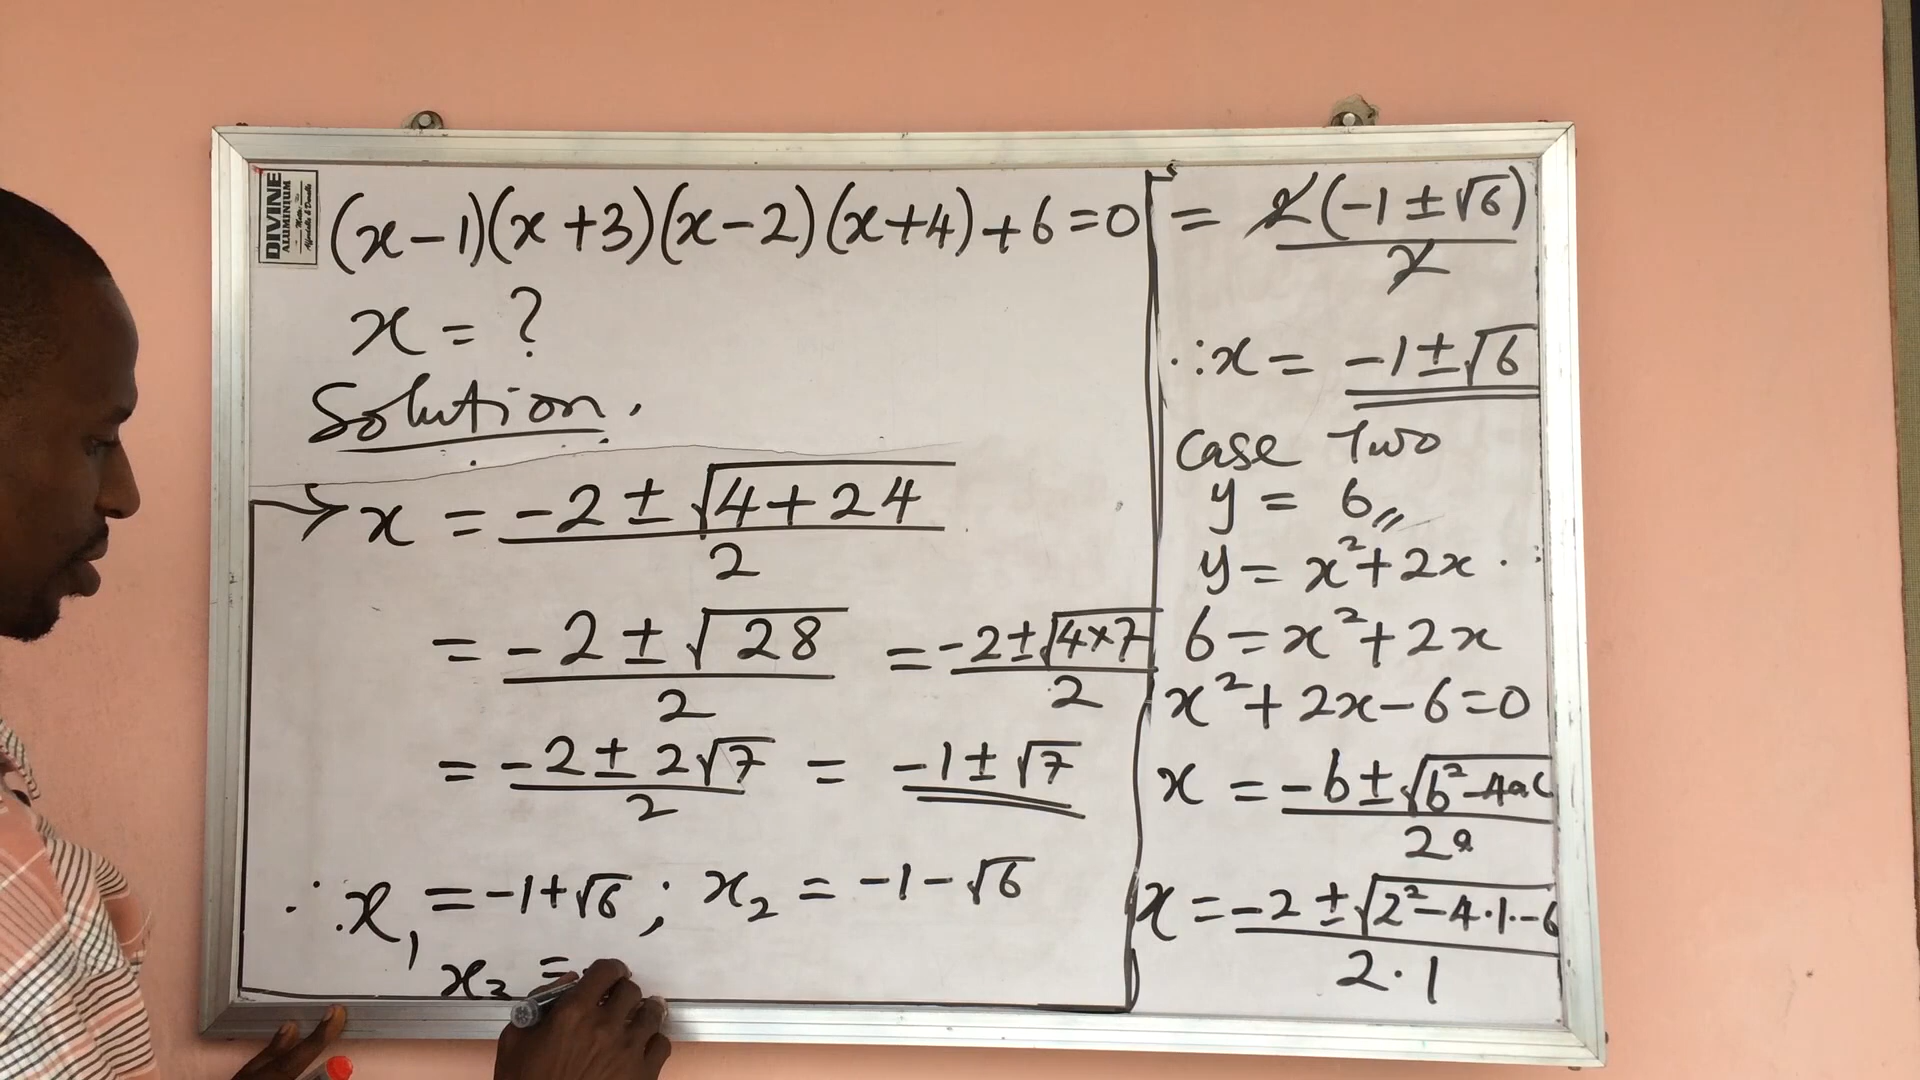 DIVINE
ALUMINIUM
(x-1)(x+3)(x-2)(x+4)+6=0
x = ?
Solution.
x = (-2 ± √(4+24))/2
= (-2 ± √28)/2 = (-2 ± √(4×7))/2
= (-2 ± 2√7)/2 = -1 ± √7
∴ x₁ = -1+√6 ; x₂ = -1-√6
x₃ =
= 2(-1 ± √6)/2
∴ x = -1 ± √6
Case Two
y = 6,,
y = x²+2x
6 = x²+2x
x²+2x-6=0
x = (-b ± √(b²-4ac))/2a
x = (-2 ± √(2²-4·1·-6))/(2·1)